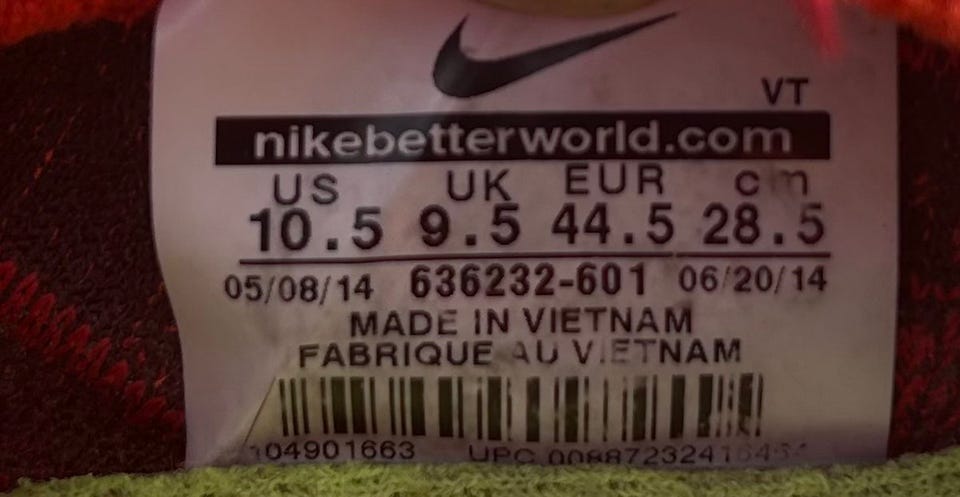 VT
nikebetterworld.com
US UK EUR cm
10.5 9.5 44.5 28.5
05/08/14 636232-601 06/20/14
MADE IN VIETNAM
FABRIQUE AU VIETNAM
UPC